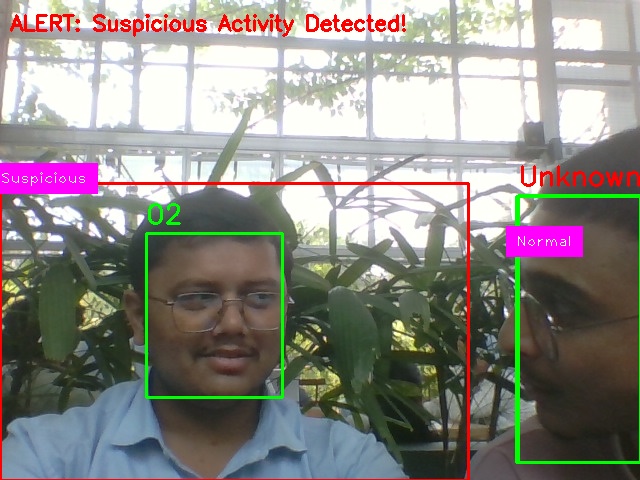 ALERT: Suspicious Activity Detected!
Suspicious
Unknown
02
Normal